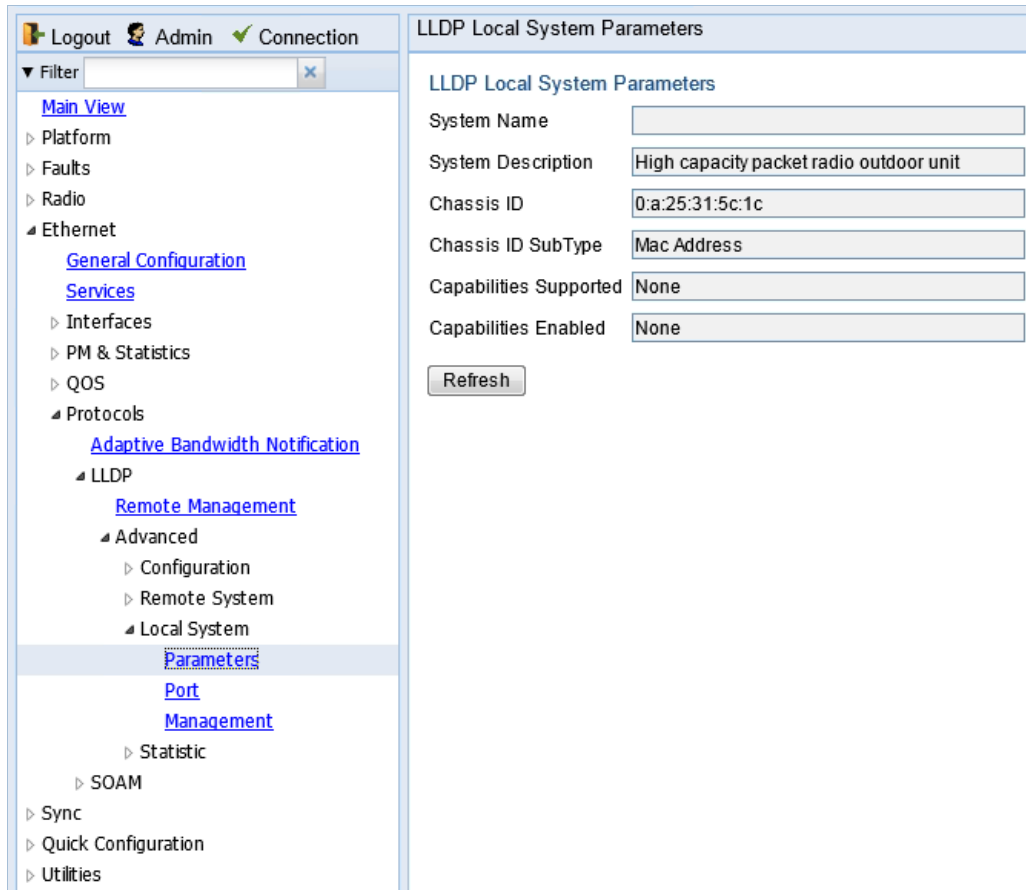 Logout Admin Connection
Filter
Main View
Platform
Faults
Radio
Ethernet
General Configuration
Services
Interfaces
PM & Statistics
QOS
Protocols
Adaptive Bandwidth Notification
LLDP
Remote Management
Advanced
Configuration
Remote System
Local System
Parameters
Port
Management
Statistic
SOAM
Sync
Quick Configuration
Utilities
LLDP Local System Parameters
LLDP Local System Parameters
System Name
System Description High capacity packet radio outdoor unit
Chassis ID 0:a:25:31:5c:1c
Chassis ID SubType Mac Address
Capabilities Supported None
Capabilities Enabled None
Refresh